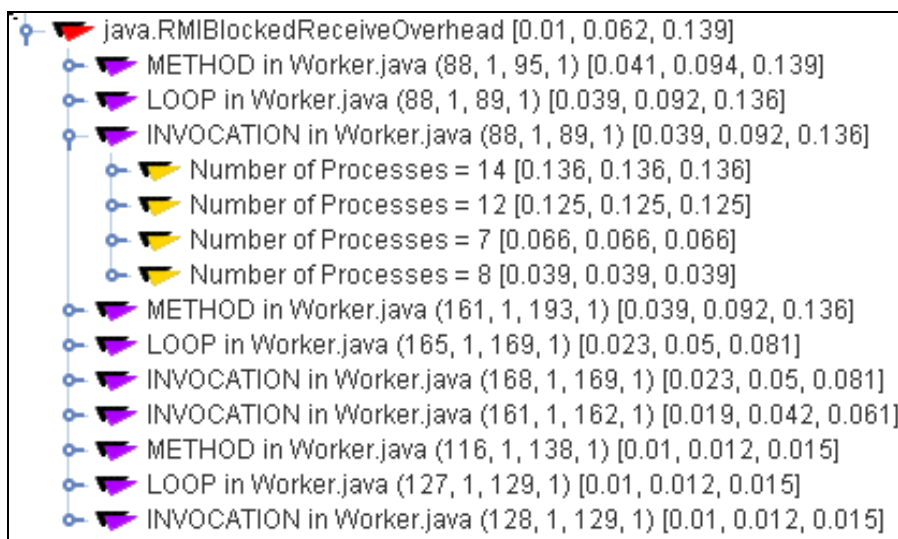 java.RMIBlockedReceiveOverhead [0.01, 0.062, 0.139]
METHOD in Worker.java (88, 1, 95, 1) [0.041, 0.094, 0.139]
LOOP in Worker.java (88, 1, 89, 1) [0.039, 0.092, 0.136]
INVOCATION in Worker.java (88, 1, 89, 1) [0.039, 0.092, 0.136]
Number of Processes = 14 [0.136, 0.136, 0.136]
Number of Processes = 12 [0.125, 0.125, 0.125]
Number of Processes = 7 [0.066, 0.066, 0.066]
Number of Processes = 8 [0.039, 0.039, 0.039]
METHOD in Worker.java (161, 1, 193, 1) [0.039, 0.092, 0.136]
LOOP in Worker.java (165, 1, 169, 1) [0.023, 0.05, 0.081]
INVOCATION in Worker.java (168, 1, 169, 1) [0.023, 0.05, 0.081]
INVOCATION in Worker.java (161, 1, 162, 1) [0.019, 0.042, 0.061]
METHOD in Worker.java (116, 1, 138, 1) [0.01, 0.012, 0.015]
LOOP in Worker.java (127, 1, 129, 1) [0.01, 0.012, 0.015]
INVOCATION in Worker.java (128, 1, 129, 1) [0.01, 0.012, 0.015]